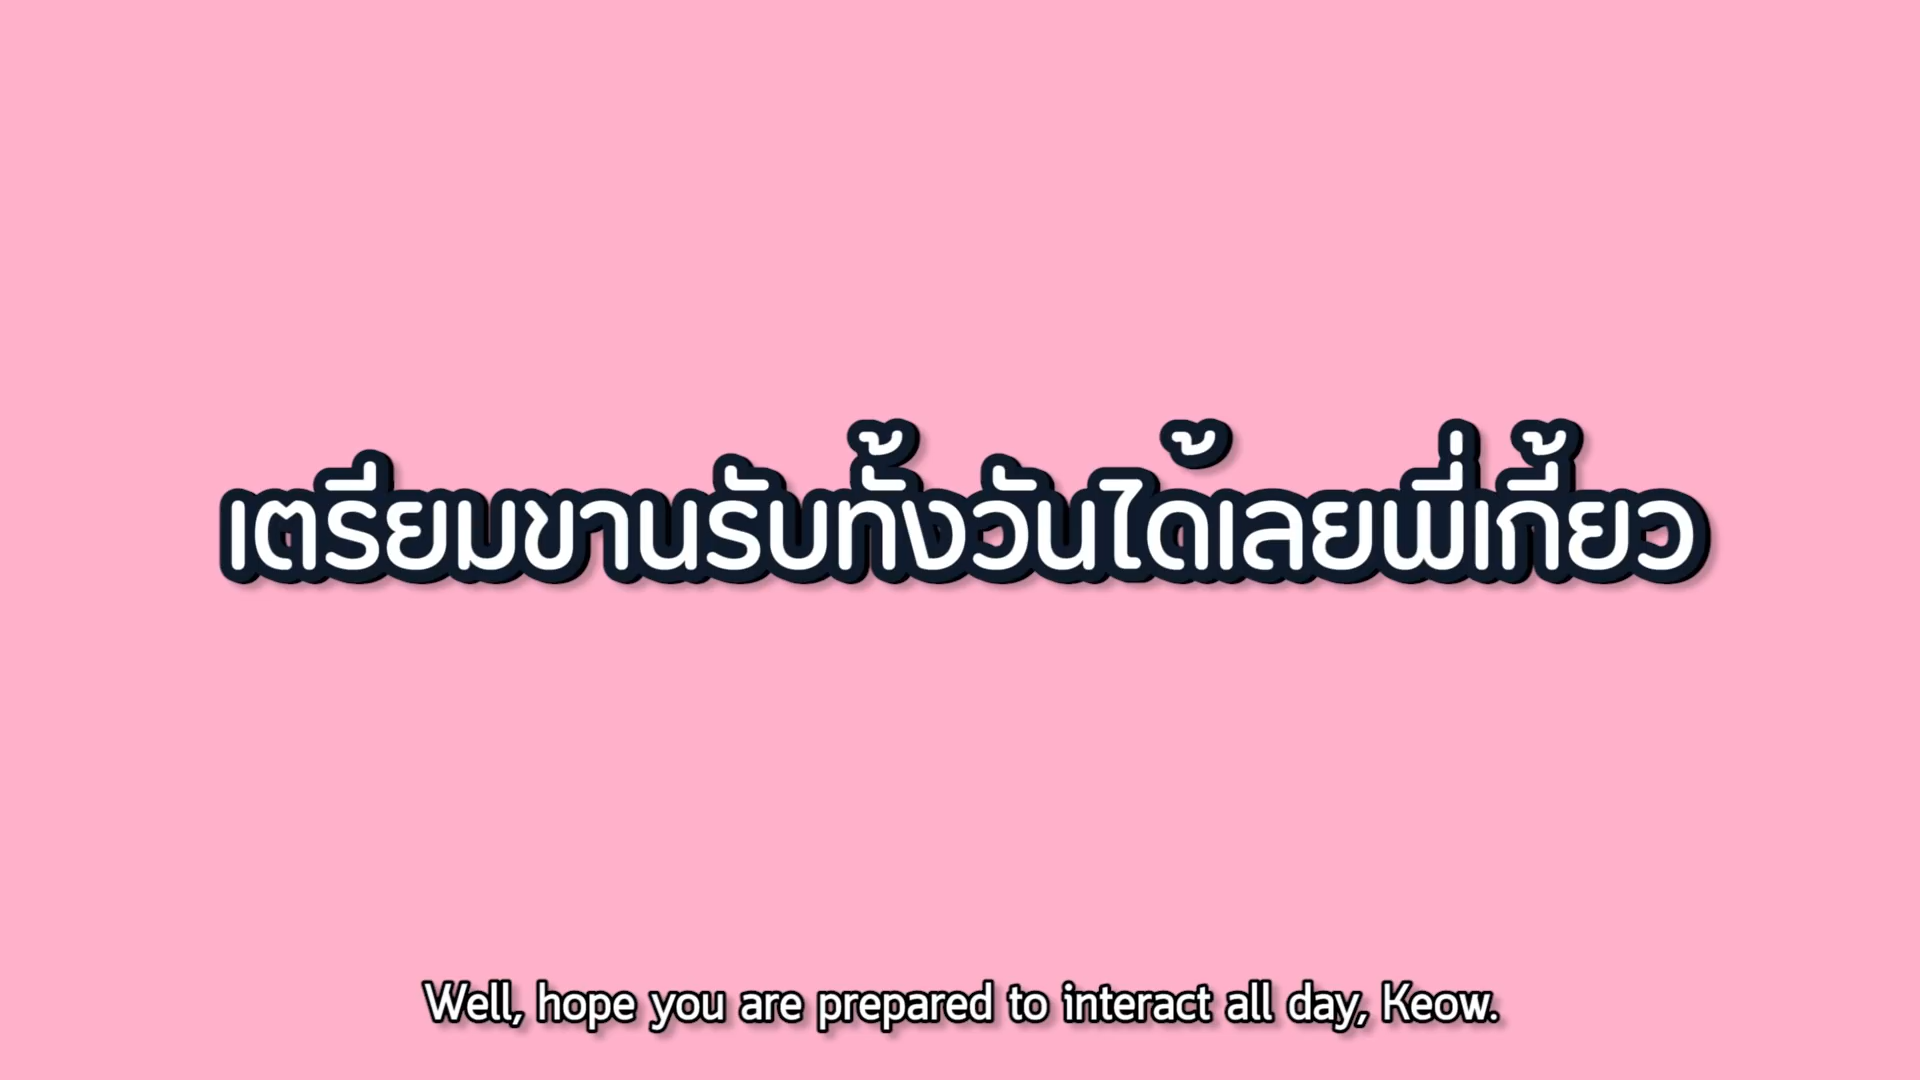 เตรียมขานรับทั้งวันได้เลยพี่เกี้ยว
Well, hope you are prepared to interact all day, Keow.